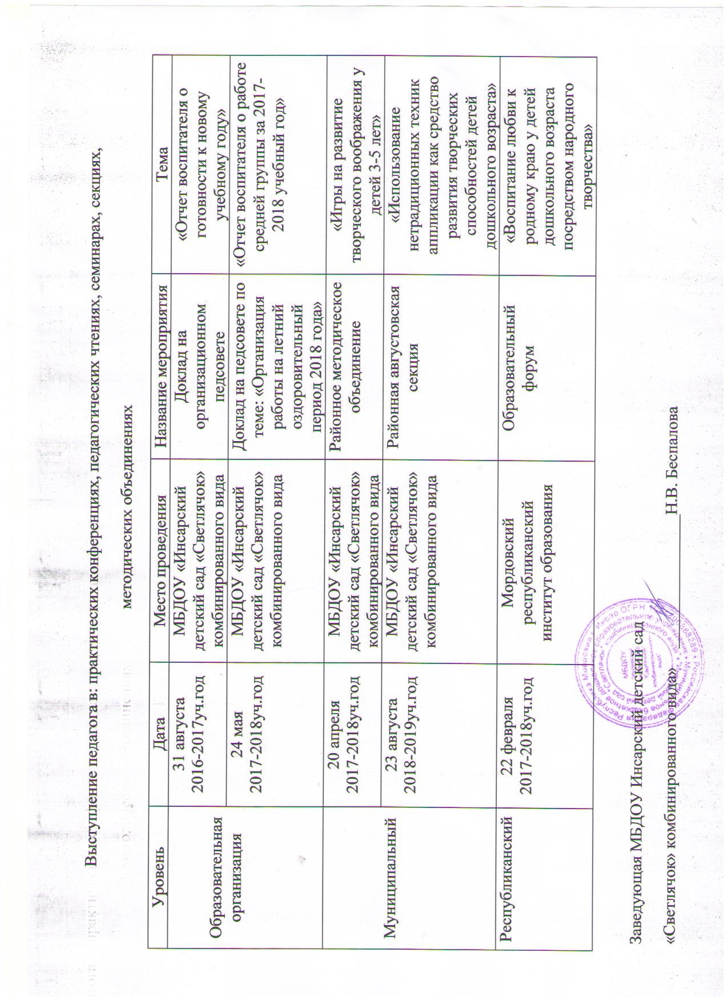 Выступление педагога в: практических конференциях, педагогических чтениях, семинарах, секциях,
методических объединениях
Уровень Дата Место проведения Название мероприятия Тема
Образовательная
организация
31 августа
2016-2017уч.год
МБДОУ «Инсарский
детский сад «Светлячок»
комбинированного вида
Доклад на
организационном
педсовете
«Отчет воспитателя о
готовности к новому
учебному году»
24 мая
2017-2018уч.год
МБДОУ «Инсарский
детский сад «Светлячок»
комбинированного вида
Доклад на педсовете по
теме: «Организация
работы на летний
оздоровительный
период 2018 года»
«Отчет воспитателя о работе
средней группы за 2017-
2018 учебный год»
Муниципальный
20 апреля
2017-2018уч.год
МБДОУ «Инсарский
детский сад «Светлячок»
комбинированного вида
Районное методическое
объединение
«Игры на развитие
творческого воображения у
детей 3-5 лет»
23 августа
2018-2019уч.год
МБДОУ «Инсарский
детский сад «Светлячок»
комбинированного вида
Районная августовская
секция
«Использование
нетрадиционных техник
аппликации как средство
развития творческих
способностей детей
дошкольного возраста»
Республиканский
22 февраля
2017-2018уч.год
Мордовский
республиканский
институт образования
Образовательный
форум
«Воспитание любви к
родному краю у детей
дошкольного возраста
посредством народного
творчества»
Заведующая МБДОУ Инсарский детский сад
«Светлячок» комбинированного вида» Н.В. Беспалова
МБДОУ